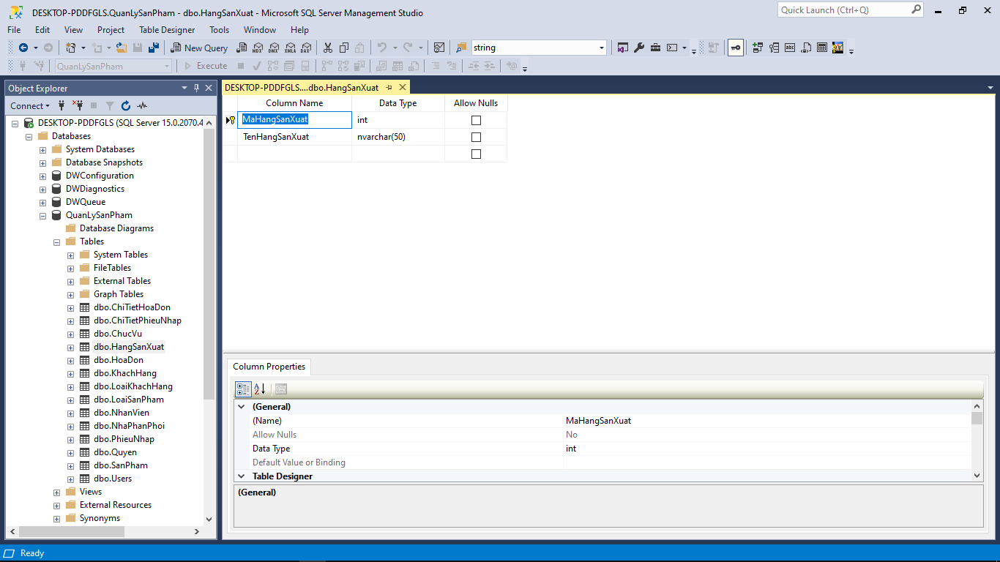 DESKTOP-PDDFGLS.QuanLySanPham - dbo.HangSanXuat - Microsoft SQL Server Management Studio
Quick Launch (Ctrl+Q)
File Edit View Project Table Designer Tools Window Help
New Query MDX DMX XMLA DAX string
QuanLySanPham Execute
Object Explorer
Connect
DESKTOP-PDDFGLS (SQL Server 15.0.2070.4
Databases
System Databases
Database Snapshots
DWConfiguration
DWDiagnostics
DWQueue
QuanLySanPham
Database Diagrams
Tables
System Tables
FileTables
External Tables
Graph Tables
dbo.ChiTietHoaDon
dbo.ChiTietPhieuNhap
dbo.ChucVu
dbo.HangSanXuat
dbo.HoaDon
dbo.KhachHang
dbo.LoaiKhachHang
dbo.LoaiSanPham
dbo.NhanVien
dbo.NhaPhanPhoi
dbo.PhieuNhap
dbo.Quyen
dbo.SanPham
dbo.Users
Views
External Resources
Synonyms
DESKTOP-PDDFGLS....dbo.HangSanXuat
Column Name Data Type Allow Nulls
MaHangSanXuat int
TenHangSanXuat nvarchar(50)
Column Properties
(General)
(Name) MaHangSanXuat
Allow Nulls No
Data Type int
Default Value or Binding
Table Designer
(General)
Ready